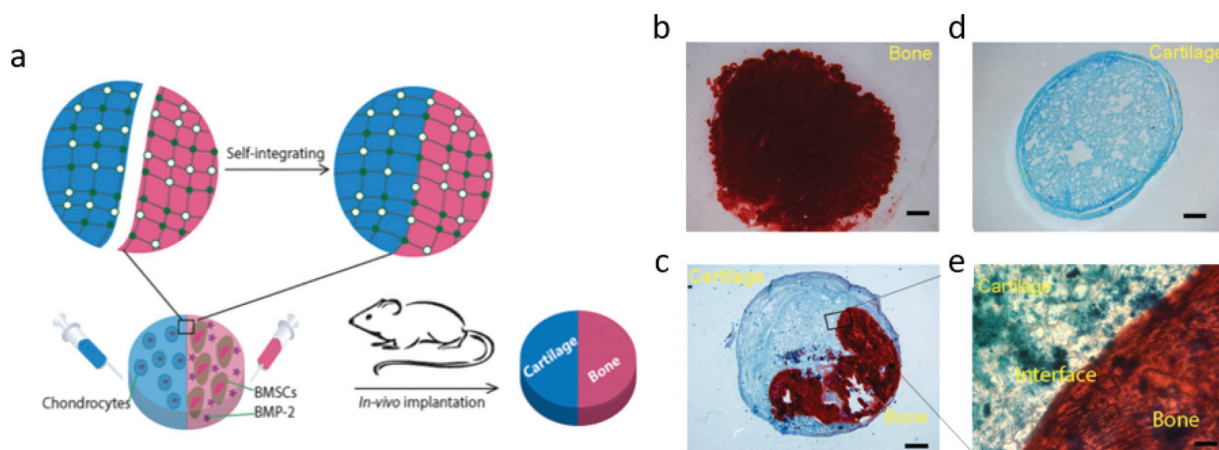 a
Self-integrating
Chondrocytes
BMSCs
BMP-2
In-vivo implantation
Cartilage
Bone
b
Bone
d
Cartilage
c
Cartilage
Bone
e
Cartilage
Interface
Bone